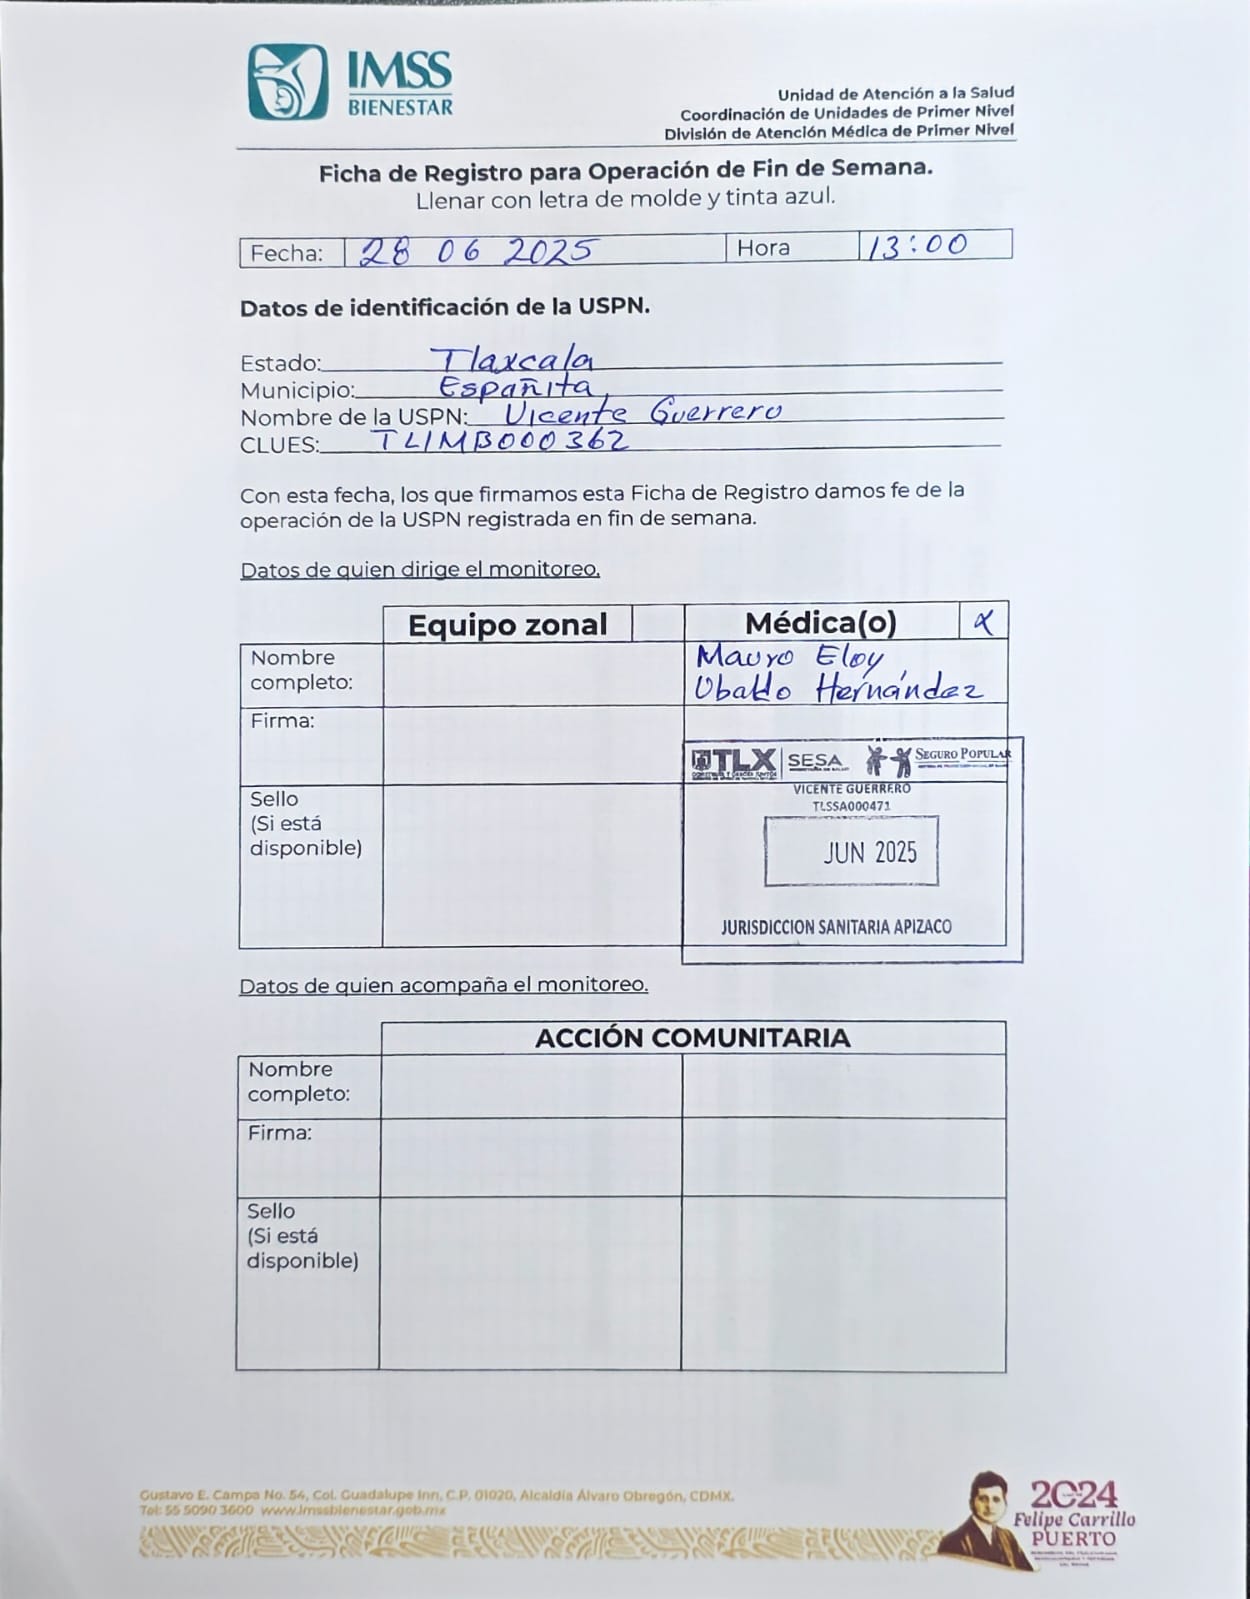 IMSS
BIENESTAR
Unidad de Atención a la Salud
Coordinación de Unidades de Primer Nivel
División de Atención Médica de Primer Nivel
Ficha de Registro para Operación de Fin de Semana.
Llenar con letra de molde y tinta azul.
Fecha: 28 06 2025 Hora 13:00
Datos de identificación de la USPN.
Estado: Tlaxcala
Municipio: Españita
Nombre de la USPN: Vicente Guerrero
CLUES: TLIMB000362
Con esta fecha, los que firmamos esta Ficha de Registro damos fe de la
operación de la USPN registrada en fin de semana.
Datos de quien dirige el monitoreo.
Equipo zonal Médica(o) x
Nombre Mauro Eloy
completo: Ubaldo Hernández
Firma:
TLX SESA SEGURO POPULAR
VICENTE GUERRERO
TLSSA000471
Sello
(Si está
disponible)
JUN 2025
JURISDICCION SANITARIA APIZACO
Datos de quien acompaña el monitoreo.
ACCIÓN COMUNITARIA
Nombre
completo:
Firma:
Sello
(Si está
disponible)
Gustavo E. Campa No. 54, Col. Guadalupe Inn, C.P. 01020, Alcaldía Álvaro Obregón, CDMX.
Tel: 55 5090 3600 www.imssbienestar.gob.mx
2024
Felipe Carrillo
PUERTO